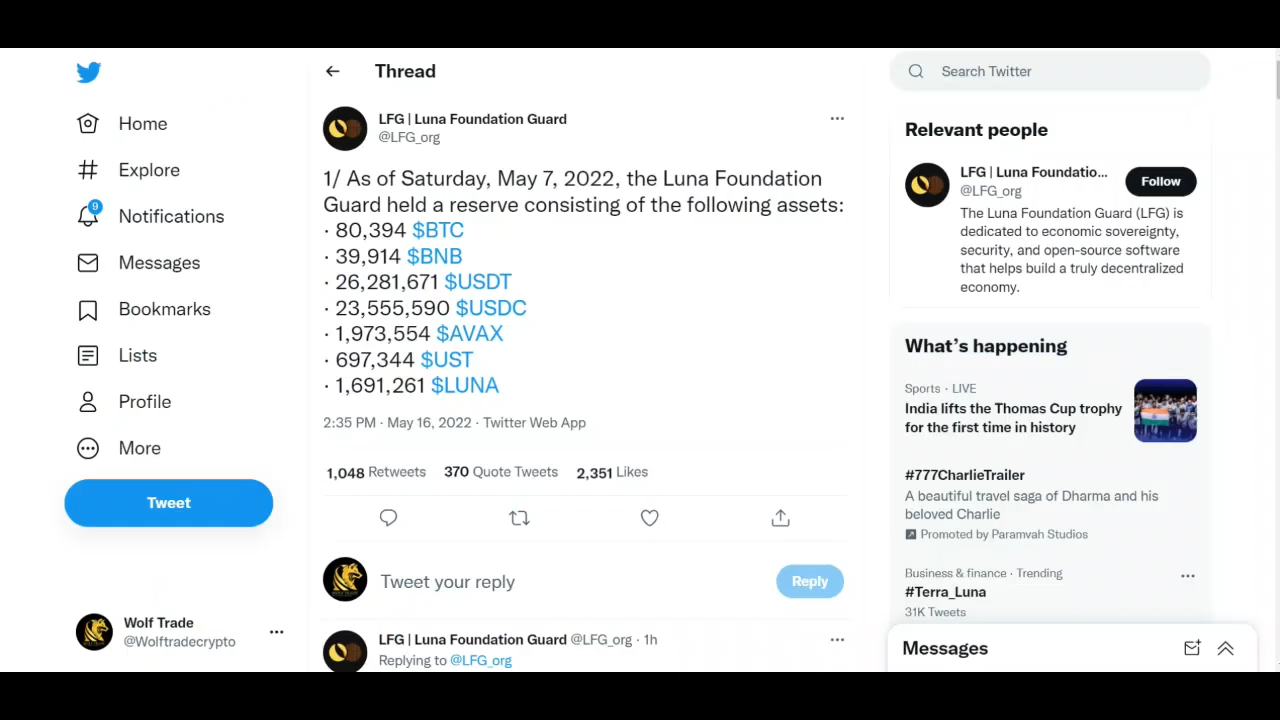 Home
Explore
9
Notifications
Messages
Bookmarks
Lists
Profile
More
Tweet
Wolf Trade
@Wolftradecrypto
Thread
LFG | Luna Foundation Guard
@LFG_org
1/ As of Saturday, May 7, 2022, the Luna Foundation
Guard held a reserve consisting of the following assets:
· 80,394 $BTC
· 39,914 $BNB
· 26,281,671 $USDT
· 23,555,590 $USDC
· 1,973,554 $AVAX
· 697,344 $UST
· 1,691,261 $LUNA
2:35 PM · May 16, 2022 · Twitter Web App
1,048 Retweets 370 Quote Tweets 2,351 Likes
Tweet your reply
Reply
LFG | Luna Foundation Guard @LFG_org · 1h
Replying to @LFG_org
Search Twitter
Relevant people
LFG | Luna Foundatio...
@LFG_org
Follow
The Luna Foundation Guard (LFG) is
dedicated to economic sovereignty,
security, and open-source software
that helps build a truly decentralized
economy.
What's happening
Sports · LIVE
India lifts the Thomas Cup trophy
for the first time in history
#777CharlieTrailer
A beautiful travel saga of Dharma and his
beloved Charlie
Promoted by Paramvah Studios
Business & finance · Trending
#Terra_Luna
31K Tweets
Messages